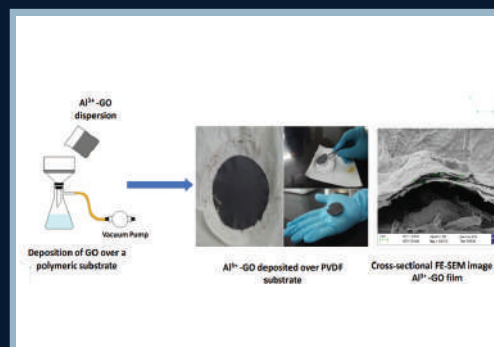 Al³⁺ -GO
dispersion
Vacuum Pump
Deposition of GO over a
polymeric substrate
Al³⁺ -GO deposited over PVDF
substrate
Cross-sectional FE-SEM image
Al³⁺ -GO film